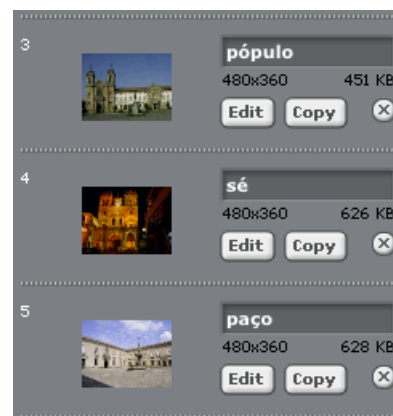 3
pópulo
480x360 451 KB
Edit Copy
4
sé
480x360 626 KB
Edit Copy
5
paço
480x360 628 KB
Edit Copy